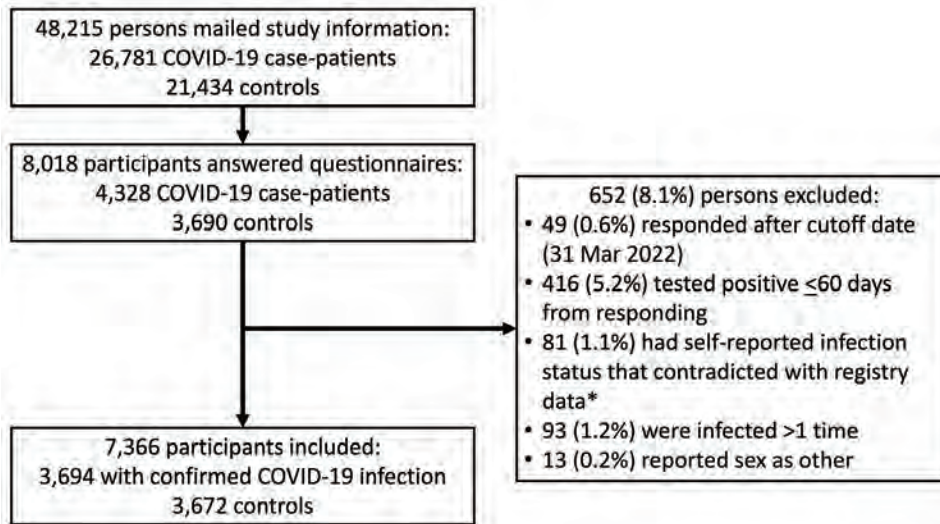 48,215 persons mailed study information:
26,781 COVID-19 case-patients
21,434 controls
8,018 participants answered questionnaires:
4,328 COVID-19 case-patients
3,690 controls
652 (8.1%) persons excluded:
• 49 (0.6%) responded after cutoff date
(31 Mar 2022)
• 416 (5.2%) tested positive ≤60 days
from responding
• 81 (1.1%) had self-reported infection
status that contradicted with registry
data*
• 93 (1.2%) were infected >1 time
• 13 (0.2%) reported sex as other
7,366 participants included:
3,694 with confirmed COVID-19 infection
3,672 controls